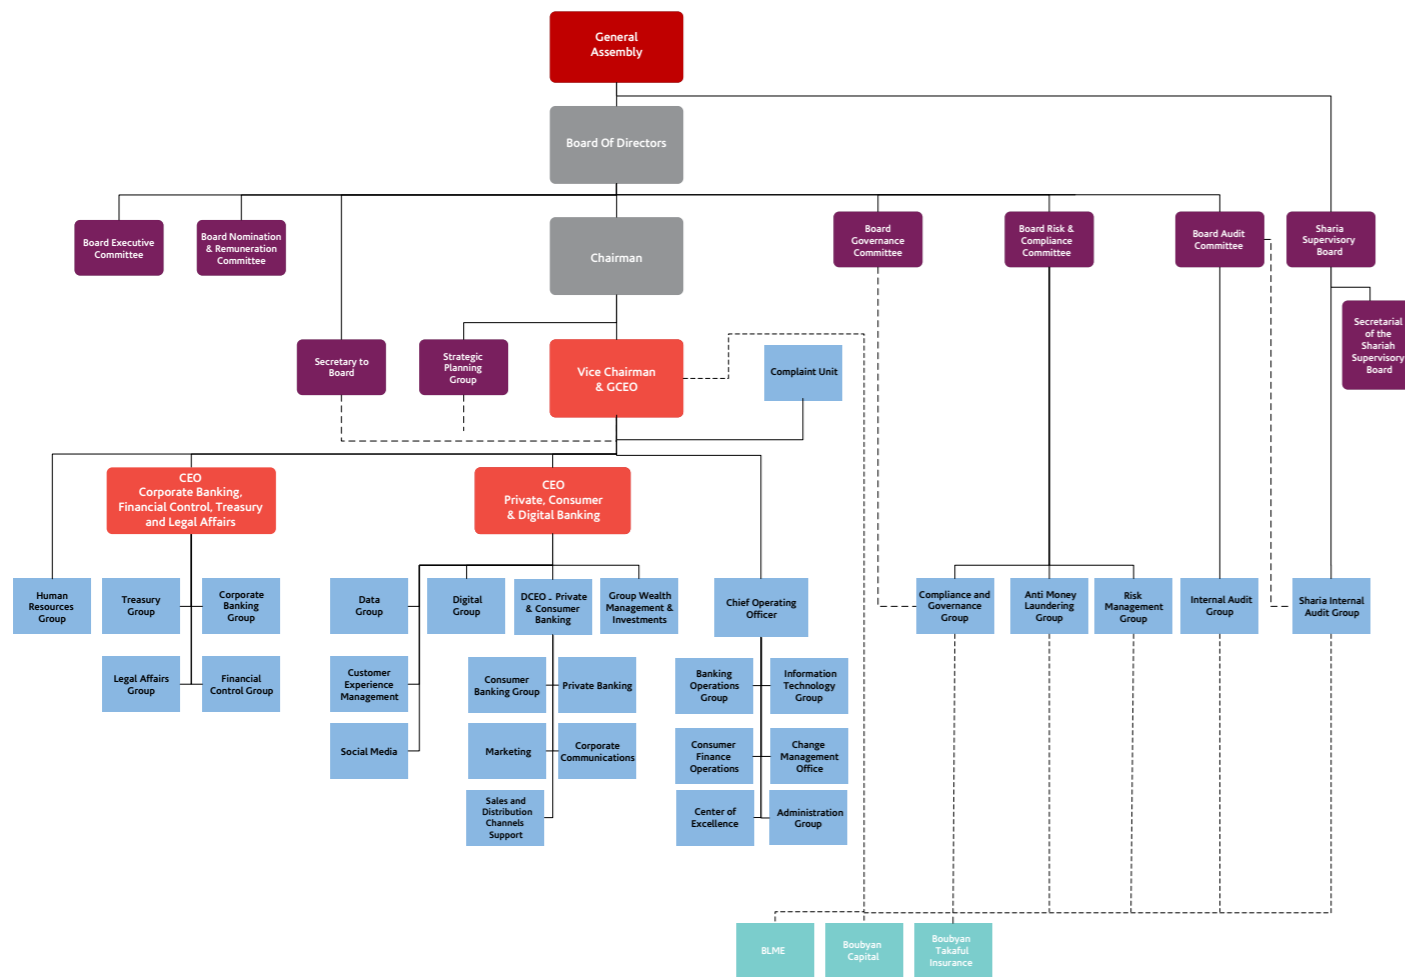 General
Assembly
Board Of Directors
Board Executive
Committee
Board Nomination
& Remuneration
Committee
Chairman
Board
Governance
Committee
Board Risk &
Compliance
Committee
Board Audit
Committee
Sharia
Supervisory
Board
Secretary to
Board
Strategic
Planning
Group
Vice Chairman
& GCEO
Complaint Unit
Secretarial
of the
Shariah
Supervisory
Board
CEO
Corporate Banking,
Financial Control, Treasury
and Legal Affairs
CEO
Private, Consumer
& Digital Banking
Human
Resources
Group
Treasury
Group
Corporate
Banking
Group
Data
Group
Digital
Group
DCEO - Private
& Consumer
Banking
Group Wealth
Management &
Investments
Chief Operating
Officer
Compliance and
Governance
Group
Anti Money
Laundering
Group
Risk
Management
Group
Internal Audit
Group
Sharia Internal
Audit Group
Legal Affairs
Group
Financial
Control Group
Customer
Experience
Management
Consumer
Banking Group
Private Banking
Banking
Operations
Group
Information
Technology
Group
Social Media
Marketing
Corporate
Communications
Consumer
Finance
Operations
Change
Management
Office
Sales and
Distribution
Channels
Support
Center of
Excellence
Administration
Group
BLME
Boubyan
Capital
Boubyan
Takaful
Insurance